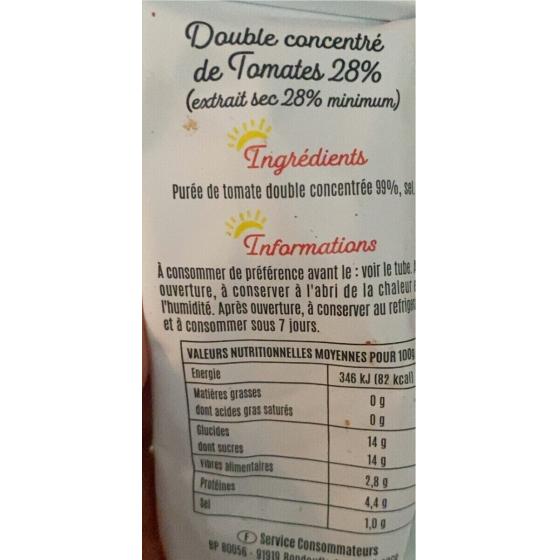 Double concentré
de Tomates 28%
(extrait sec 28% minimum)
Ingrédients
Purée de tomate double concentrée 99%, sel
Informations
À consommer de préférence avant le : voir le tube.
ouverture, à conserver à l'abri de la chaleur
l'humidité. Après ouverture, à conserver au
et à consommer sous 7 jours.
VALEURS NUTRITIONNELLES MOYENNES POUR 100g
Energie 346 kJ (82 kcal)
Matières grasses 0 g
dont acides gras saturés 0 g
Glucides 14 g
dont sucres 14 g
Fibres alimentaires 2,8 g
Protéines 4,4 g
Sel 1,0 g
F Service Consommateurs
BP 80056 - 91919